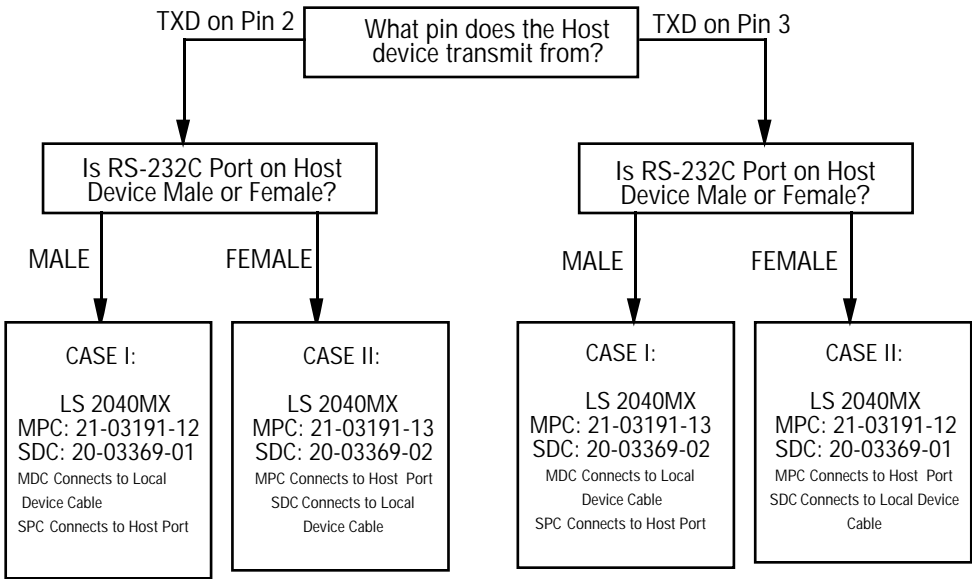 TXD on Pin 2
What pin does the Host
device transmit from?
TXD on Pin 3
Is RS-232C Port on Host
Device Male or Female?
MALE
FEMALE
Is RS-232C Port on Host
Device Male or Female?
MALE
FEMALE
CASE I:
LS 2040MX
MPC: 21-03191-12
SDC: 20-03369-01
MDC Connects to Local
Device Cable
SPC Connects to Host Port
CASE II:
LS 2040MX
MPC: 21-03191-13
SDC: 20-03369-02
MPC Connects to Host Port
SDC Connects to Local
Device Cable
CASE I:
LS 2040MX
MPC: 21-03191-13
SDC: 20-03369-02
MDC Connects to Local
Device Cable
SPC Connects to Host Port
CASE II:
LS 2040MX
MPC: 21-03191-12
SDC: 20-03369-01
MPC Connects to Host Port
SDC Connects to Local Device
Cable